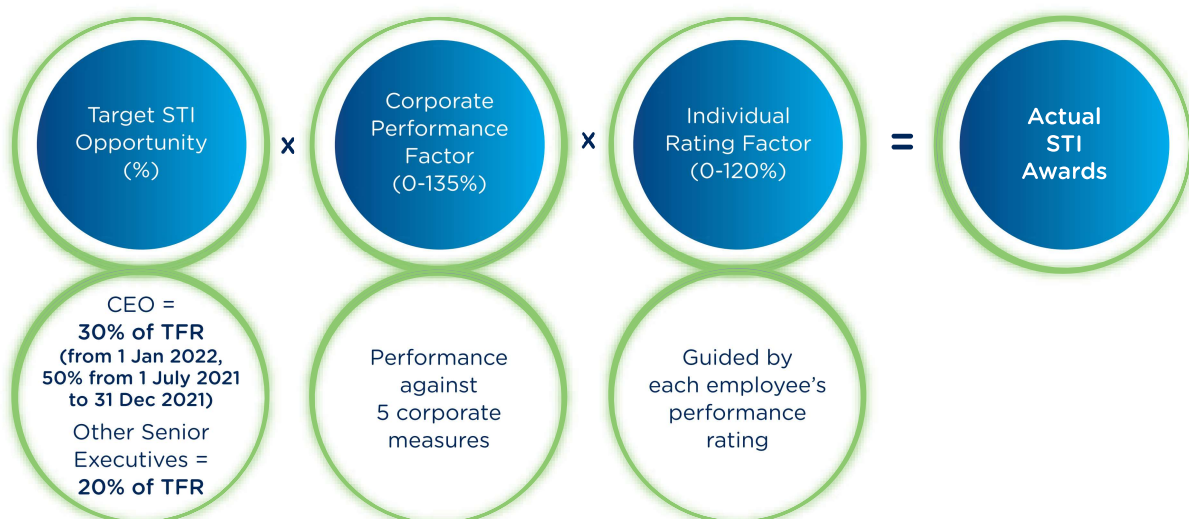 Target STI
Opportunity
(%)
x
Corporate
Performance
Factor
(0-135%)
x
Individual
Rating Factor
(0-120%)
=
Actual
STI
Awards
CEO =
30% of TFR
(from 1 Jan 2022,
50% from 1 July 2021
to 31 Dec 2021)
Other Senior
Executives =
20% of TFR
Performance
against
5 corporate
measures
Guided by
each employee’s
performance
rating